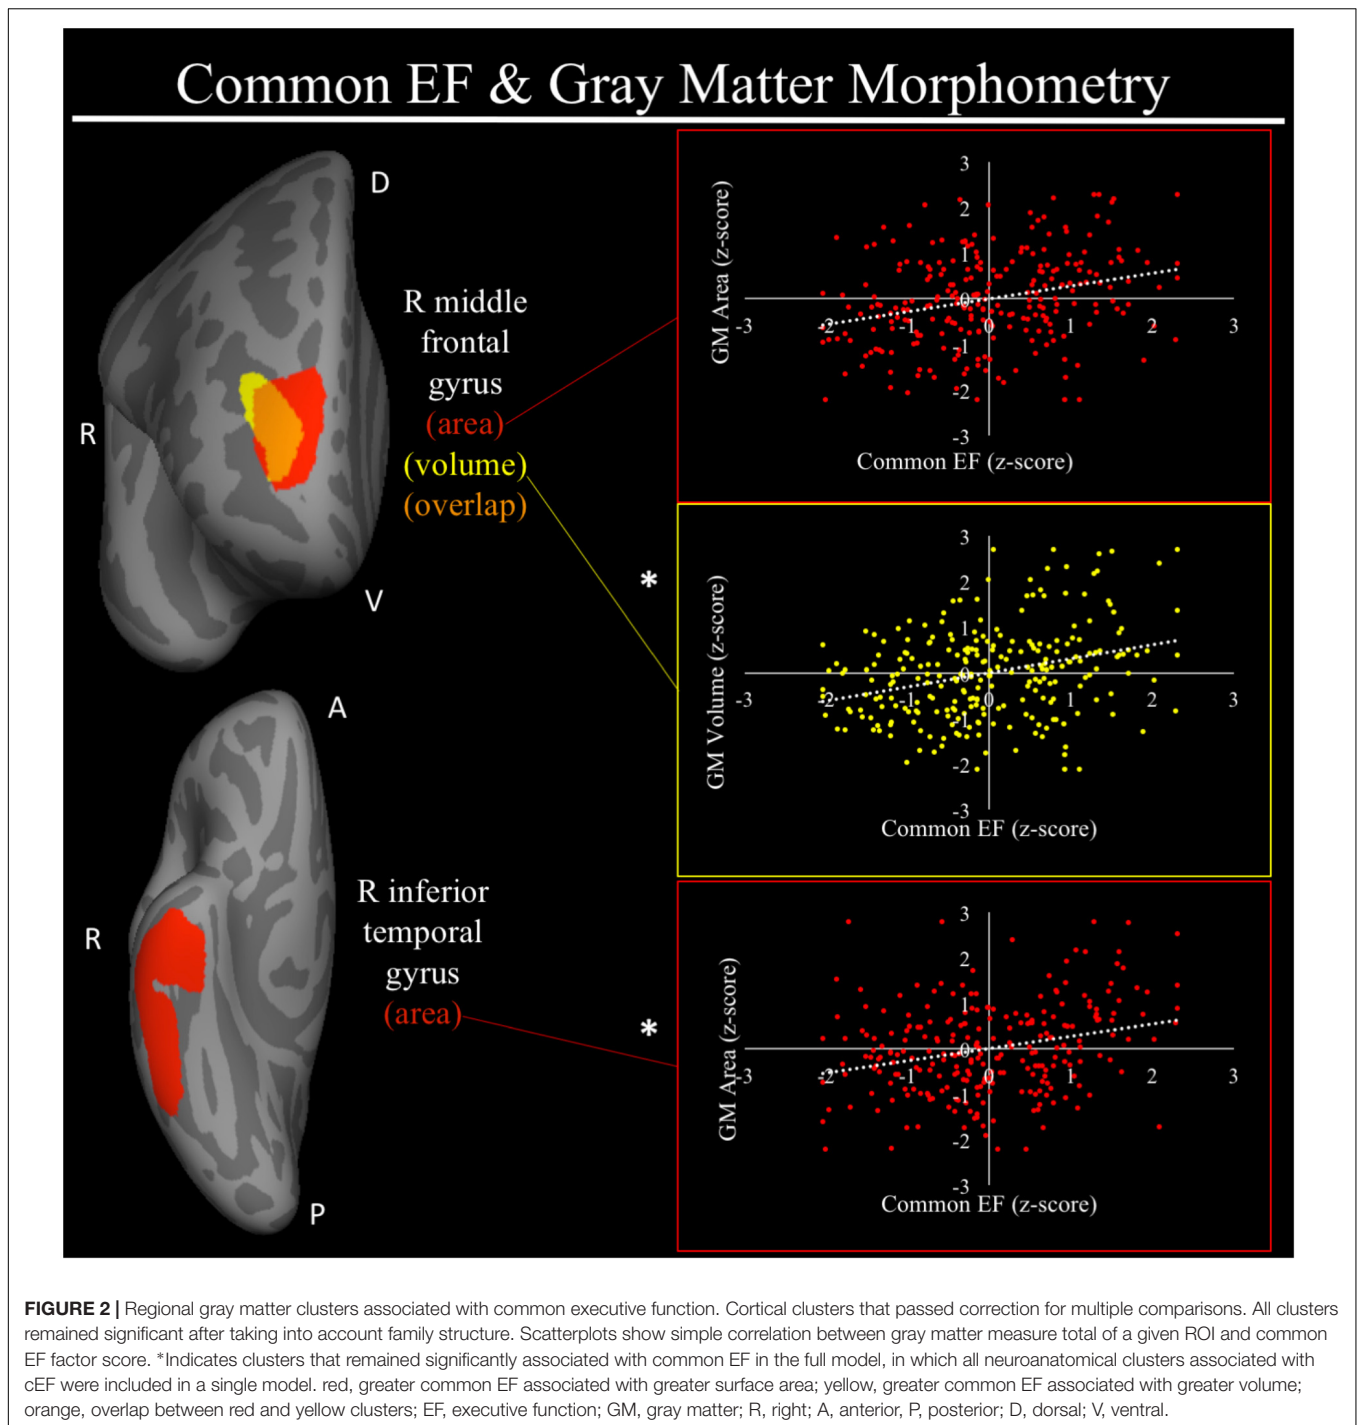 Common EF & Gray Matter Morphometry
D
R
V
R middle
frontal
gyrus
(area)
(volume)
(overlap)
*
A
R
P
R inferior
temporal
gyrus
(area)
*
GM Area (z-score)
3
2
1
0
-1
-2
-3
-3
-2
-1
0
1
2
3
Common EF (z-score)
GM Volume (z-score)
3
2
1
0
-1
-2
-3
-3
-2
-1
0
1
2
3
Common EF (z-score)
GM Area (z-score)
3
2
1
0
-1
-2
-3
-3
-2
-1
0
1
2
3
Common EF (z-score)
FIGURE 2 | Regional gray matter clusters associated with common executive function. Cortical clusters that passed correction for multiple comparisons. All clusters
remained significant after taking into account family structure. Scatterplots show simple correlation between gray matter measure total of a given ROI and common
EF factor score. *Indicates clusters that remained significantly associated with common EF in the full model, in which all neuroanatomical clusters associated with
cEF were included in a single model. red, greater common EF associated with greater surface area; yellow, greater common EF associated with greater volume;
orange, overlap between red and yellow clusters; EF, executive function; GM, gray matter; R, right; A, anterior, P, posterior; D, dorsal; V, ventral.